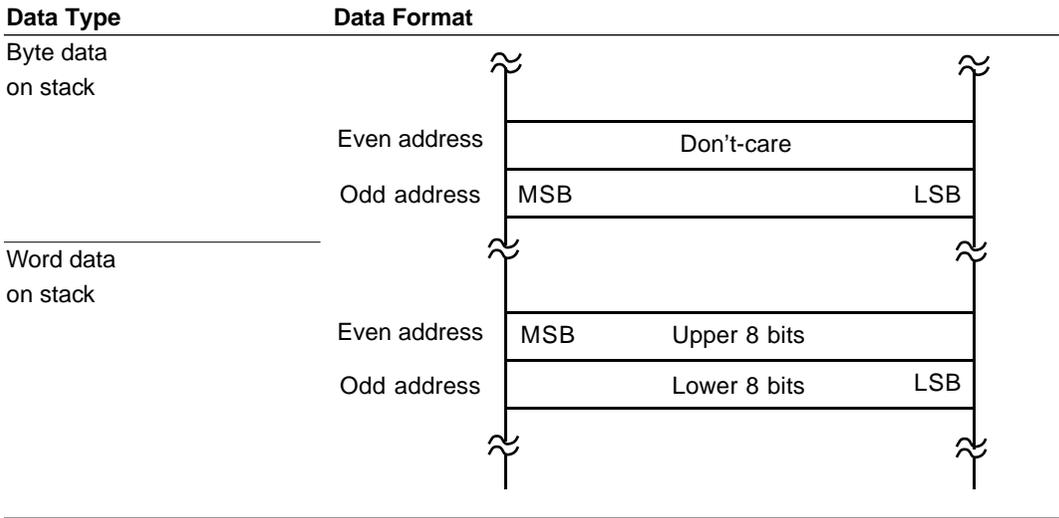 Data Type Data Format
Byte data
on stack
Even address Don't-care
Odd address MSB LSB
Word data
on stack
Even address MSB Upper 8 bits
Odd address Lower 8 bits LSB